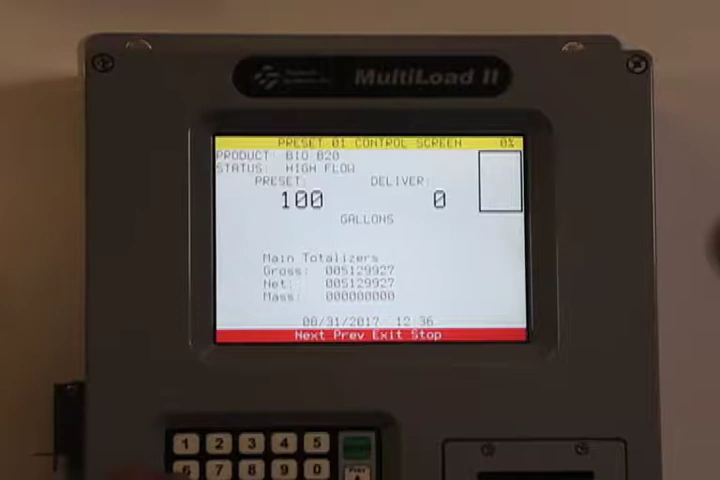 MultiLoad II
PRESET 01 CONTROL SCREEN 0%
PRODUCT: BIO B20
STATUS: HIGH FLOW
PRESET: DELIVER:
100 0
GALLONS
Main Totalizers
Gross: 005129927
Net: 005129927
Mass: 000000000
08/31/2017 12:36
Next Prev Exit Stop
1 2 3 4 5
6 7 8 9 0
Prev